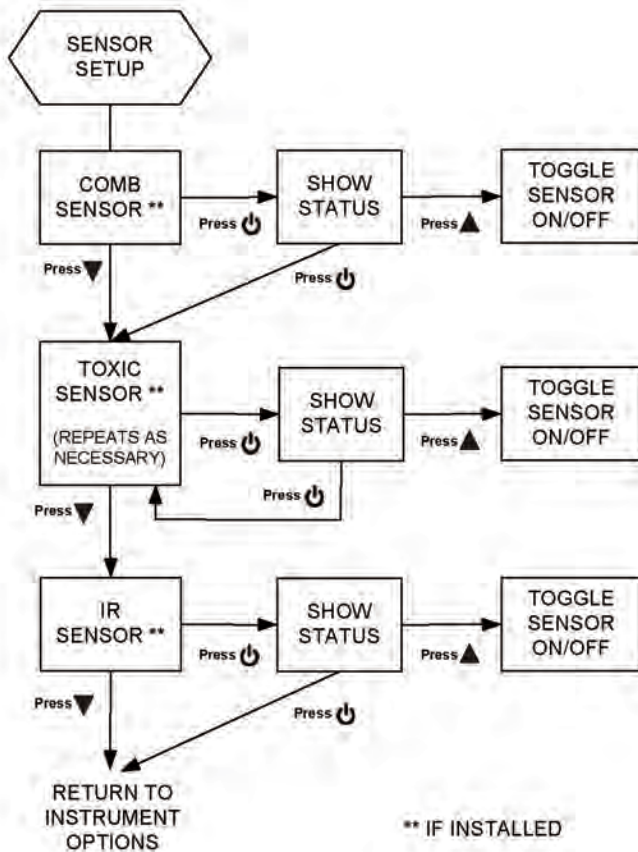 SENSOR
SETUP
COMB
SENSOR **
Press
SHOW
STATUS
Press
TOGGLE
SENSOR
ON/OFF
Press
Press
TOXIC
SENSOR **
(REPEATS AS
NECESSARY)
Press
SHOW
STATUS
Press
TOGGLE
SENSOR
ON/OFF
Press
Press
IR
SENSOR **
Press
SHOW
STATUS
Press
TOGGLE
SENSOR
ON/OFF
Press
Press
RETURN TO
INSTRUMENT
OPTIONS
** IF INSTALLED